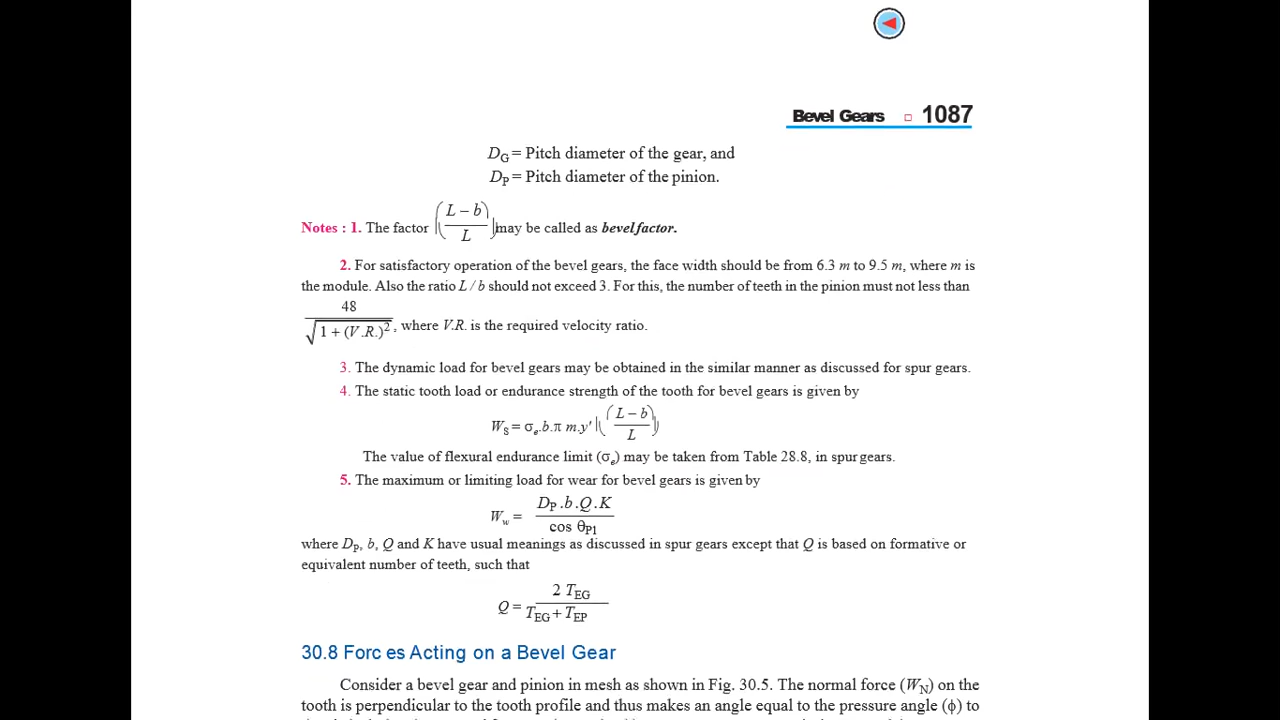 Bevel Gears □ 1087
D_G = Pitch diameter of the gear, and
D_P = Pitch diameter of the pinion.
Notes : 1. The factor ((L – b) / L) may be called as bevel factor.
2. For satisfactory operation of the bevel gears, the face width should be from 6.3 m to 9.5 m, where m is
the module. Also the ratio L / b should not exceed 3. For this, the number of teeth in the pinion must not less than
48 / √(1 + (V.R.)²), where V.R. is the required velocity ratio.
3. The dynamic load for bevel gears may be obtained in the similar manner as discussed for spur gears.
4. The static tooth load or endurance strength of the tooth for bevel gears is given by
W_S = σ_e.b.π m.y' ((L – b) / L)
The value of flexural endurance limit (σ_e) may be taken from Table 28.8, in spur gears.
5. The maximum or limiting load for wear for bevel gears is given by
W_w = D_P.b.Q.K / cos θ_P1
where D_P, b, Q and K have usual meanings as discussed in spur gears except that Q is based on formative or
equivalent number of teeth, such that
Q = 2 T_EG / (T_EG + T_EP)
30.8 Forc es Acting on a Bevel Gear
Consider a bevel gear and pinion in mesh as shown in Fig. 30.5. The normal force (W_N) on the
tooth is perpendicular to the tooth profile and thus makes an angle equal to the pressure angle (ϕ) to